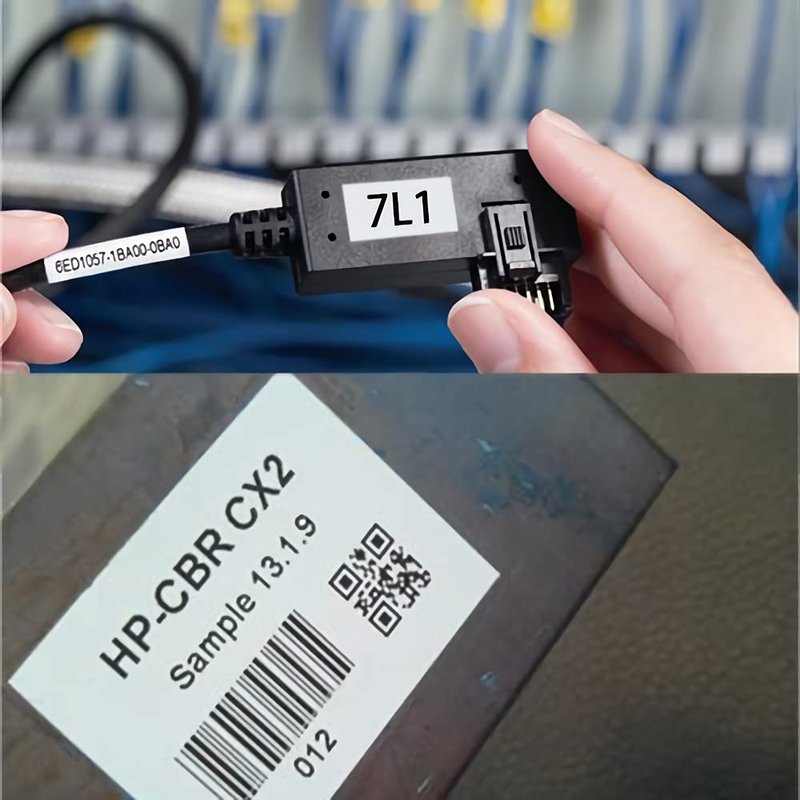 7L1
6ED1057-1BA00-0BA0
HP-CBR CX2
Sample 13.1.9
012